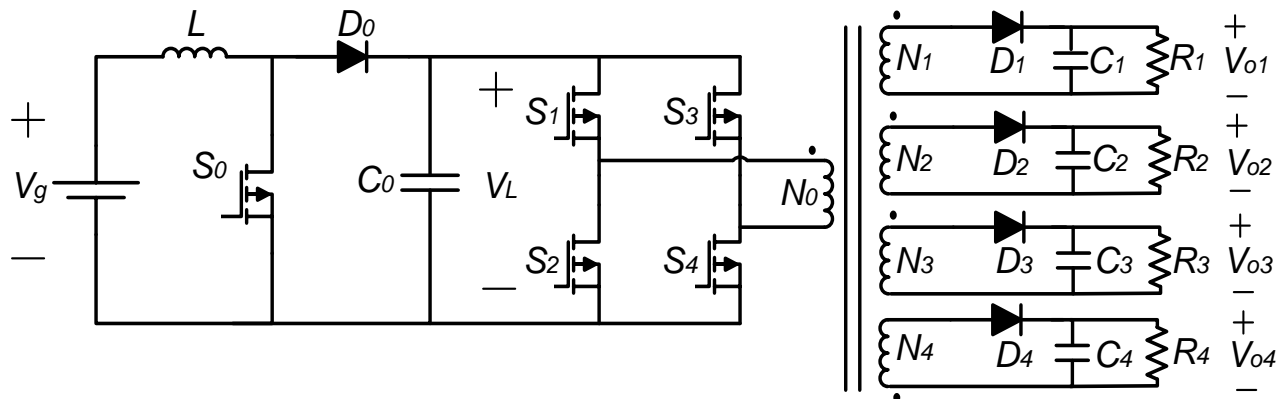 L
D0
+
Vg
−
S0
C0
+
VL
−
S1
S3
S2
S4
N0
N1
D1
C1
R1
+
Vo1
−
N2
D2
C2
R2
+
Vo2
−
N3
D3
C3
R3
+
Vo3
−
N4
D4
C4
R4
+
Vo4
−